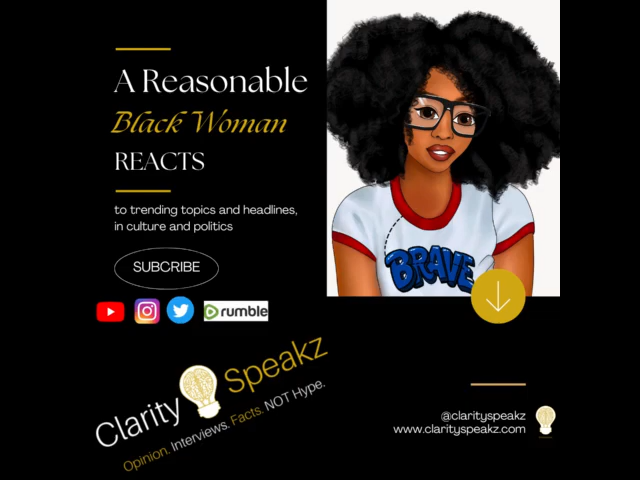 A Reasonable
Black Woman
REACTS
to trending topics and headlines,
in culture and politics
SUBCRIBE
rumble
BRAVE
Clarity Speakz
Opinion. Interviews. Facts. NOT Hype.
@clarityspeakz
www.clarityspeakz.com